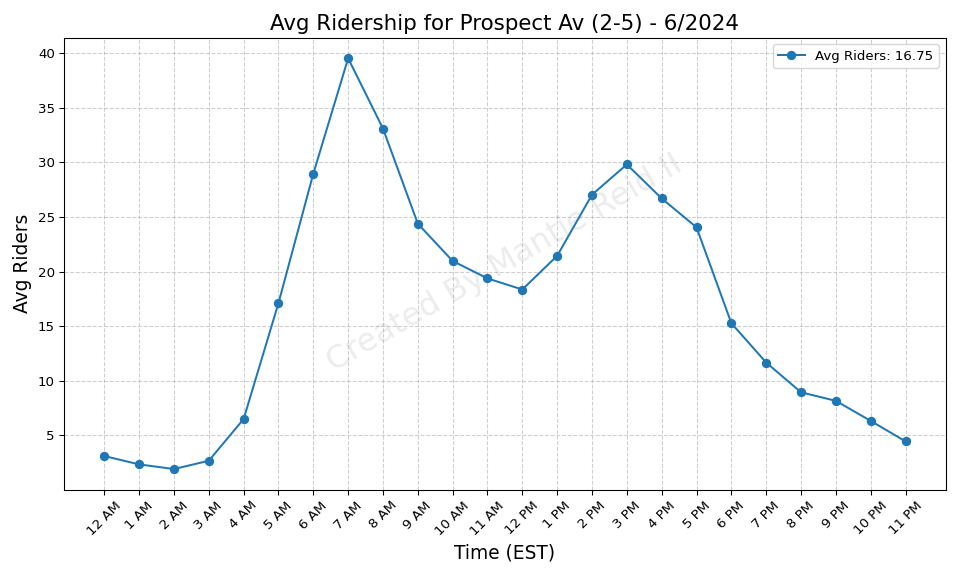 Avg Ridership for Prospect Av (2-5) - 6/2024
Avg Riders: 16.75
40
35
30
25
20
15
10
5
Avg Riders
Created By Mantie Reid II
12 AM
1 AM
2 AM
3 AM
4 AM
5 AM
6 AM
7 AM
8 AM
9 AM
10 AM
11 AM
12 PM
1 PM
2 PM
3 PM
4 PM
5 PM
6 PM
7 PM
8 PM
9 PM
10 PM
11 PM
Time (EST)